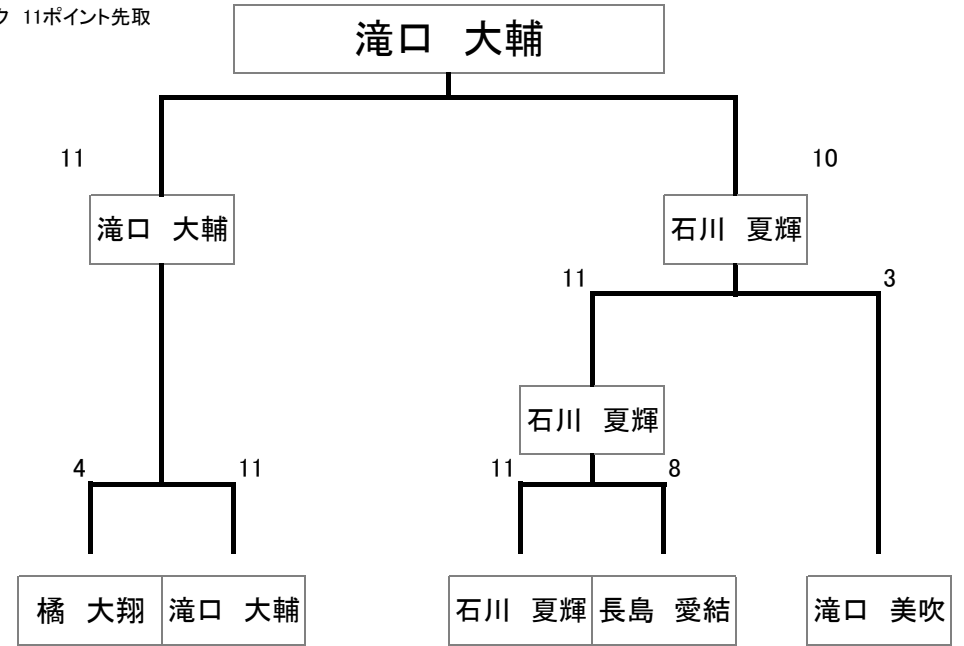 ク 11ポイント先取
滝口 大輔
11
10
滝口 大輔
石川 夏輝
11
3
石川 夏輝
4
11
11
8
橘 大翔
滝口 大輔
石川 夏輝
長島 愛結
滝口 美吹